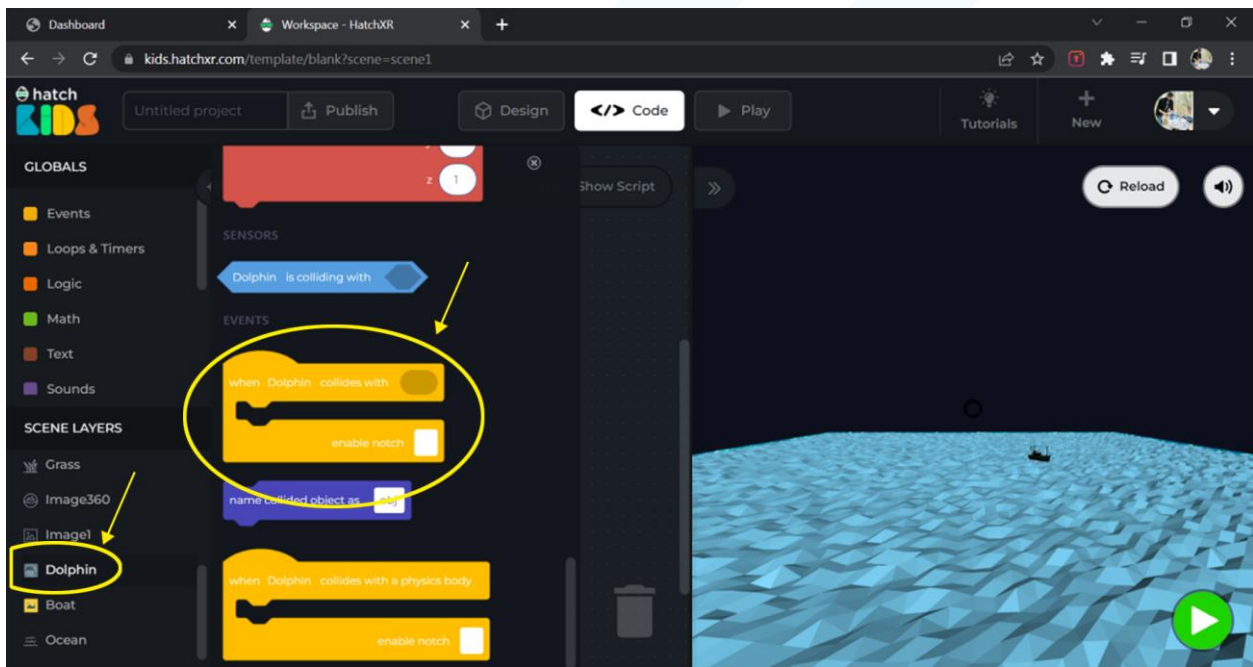 Dashboard
Workspace - HatchXR
kids.hatchxr.com/template/blank?scene=scene1
hatch
KIDS
Untitled project
Publish
Design
</> Code
Play
Tutorials
New
GLOBALS
Events
Loops & Timers
Logic
Math
Text
Sounds
SCENE LAYERS
Grass
Image360
Image1
Dolphin
Boat
Ocean
z 1
SENSORS
Dolphin is colliding with
EVENTS
when Dolphin collides with
enable notch
name collided object as obj
when Dolphin collides with a physics body
enable notch
Show Script
Reload